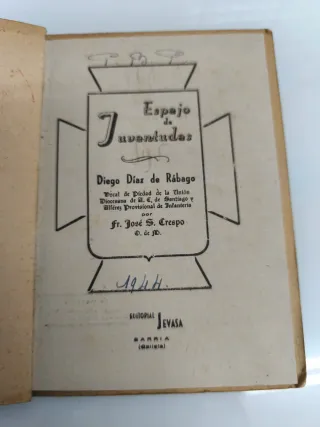 Espejo
de
Juventudes
Diego Díaz de Rábago
Vocal de Piedad de la Unión
Diocesana de A. C. de Santiago y
Alférez Provisional de Infantería
por
Fr. José S. Crespo
O. de M.
1944
EDITORIAL JEVASA
SARRIA
(Galicia)